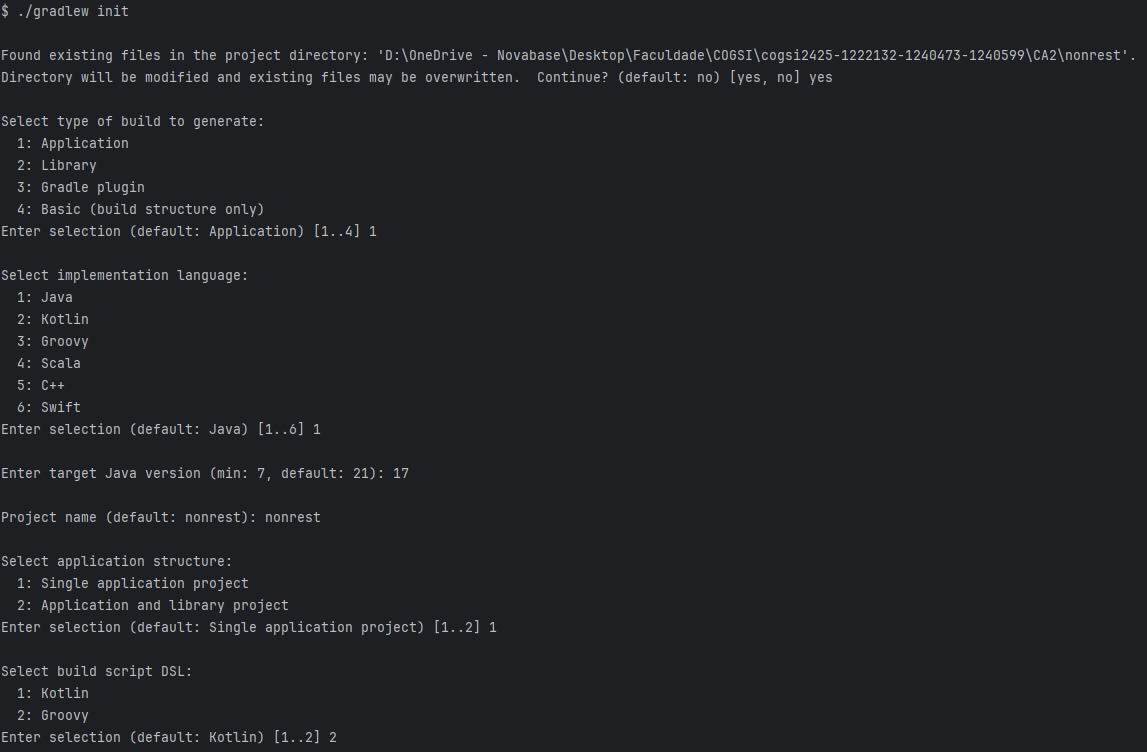 $ ./gradlew init
Found existing files in the project directory: 'D:\OneDrive - Novabase\Desktop\Faculdade\COGSI\cogsi2425-1222132-1240473-1240599\CA2\nonrest'.
Directory will be modified and existing files may be overwritten.  Continue? (default: no) [yes, no] yes
Select type of build to generate:
  1: Application
  2: Library
  3: Gradle plugin
  4: Basic (build structure only)
Enter selection (default: Application) [1..4] 1
Select implementation language:
  1: Java
  2: Kotlin
  3: Groovy
  4: Scala
  5: C++
  6: Swift
Enter selection (default: Java) [1..6] 1
Enter target Java version (min: 7, default: 21): 17
Project name (default: nonrest): nonrest
Select application structure:
  1: Single application project
  2: Application and library project
Enter selection (default: Single application project) [1..2] 1
Select build script DSL:
  1: Kotlin
  2: Groovy
Enter selection (default: Kotlin) [1..2] 2